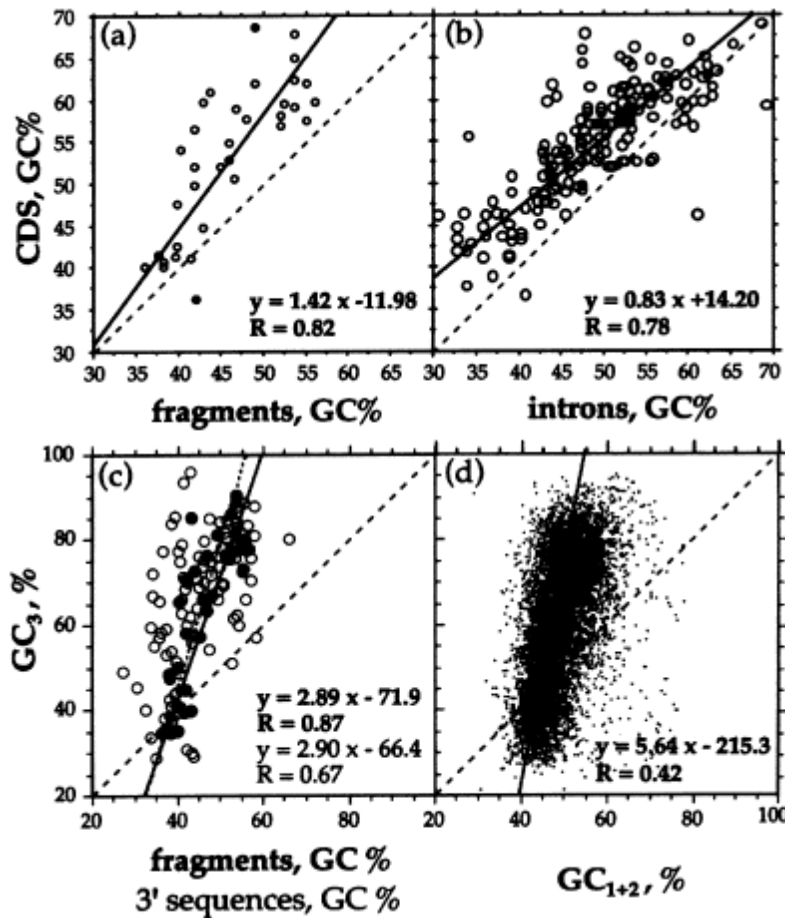 (a)
(b)
CDS, GC%
70
65
60
55
50
45
40
35
30
y = 1.42 x -11.98
R = 0.82
y = 0.83 x +14.20
R = 0.78
30 35 40 45 50 55 60 65
30 35 40 45 50 55 60 65 70
fragments, GC%
introns, GC%
(c)
(d)
GC3, %
100
80
60
40
20
y = 2.89 x - 71.9
R = 0.87
y = 2.90 x - 66.4
R = 0.67
y = 5,64 x - 215.3
R = 0.42
20 40 60 80
20 40 60 80 100
fragments, GC %
3' sequences, GC %
GC1+2, %